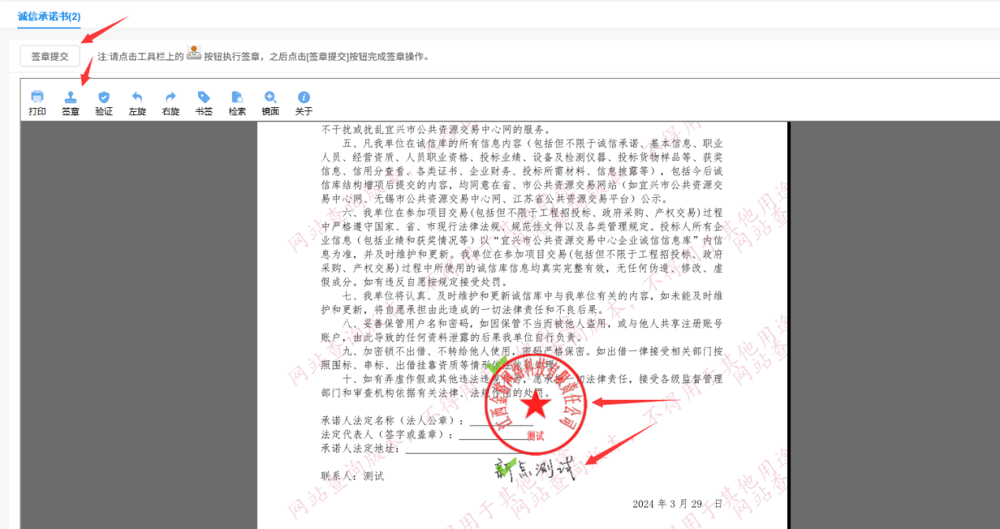 诚信承诺书(2)
签章提交 注:请点击工具栏上的 按钮执行签章，之后点击[签章提交]按钮完成签章操作。
打印 签章 验证 左旋 右旋 书签 检索 镜面 关于
不干扰或扰乱宜兴市公共资源交易中心网的服务。
五、凡我单位在诚信库的所有信息内容（包括但不限于诚信承诺、基本信息、职业
人员、经营资质、人员职业资格、投标业绩、设备及检测仪器、投标货物样品等、获奖
信息、信用分查看、各类证书、企业财务、投标所需材料、信息披露等），包括今后诚
信库结构增项后提交的内容，均同意在省、市公共资源交易网站（如宜兴市公共资源交
易中心网、无锡市公共资源交易中心网、江苏省公共资源交易平台）公示。
六、我单位在参加项目交易(包括但不限于工程招投标、政府采购、产权交易)过程
中严格遵守国家、省、市现行法律法规、规范性文件以及各类管理规定。投标人所有企
业信息（包括业绩和获奖情况等）以“宜兴市公共资源交易中心企业诚信信息库”内信
息为准，并及时维护和更新。我单位在参加项目交易(包括但不限于工程招投标、政府
采购、产权交易)过程中所使用的诚信库信息均真实完整有效，无任何伪造、修改、虚
假成分。如有违反自愿按规定接受处罚。
七、我单位将认真、及时维护和更新诚信库中与我单位有关的内容，如未能及时维
护和更新，将自愿承担由此造成的一切法律责任和不良后果。
八、妥善保管用户名和密码，如因保管不当而被他人盗用，或与他人共享注册账号
账户，由此导致的任何资料泄露的后果我单位自行负责。
九、加密锁不出借、不转给他人使用，密码严格保密。如出借一律接受相关部门按
照围标、串标、出借挂靠资质等情形依法依规处理。
十、如有弄虚作假或其他违法违规行为，愿承担一切法律责任，接受各级监督管理
部门和审查机构依据有关法律、法规作出的处罚。
江西金格网络科技有限责任公司
测试
承诺人法定名称（法人公章）：
法定代表人（签字或盖章）：
承诺人法定地址：
新点测试
联系人：测试
2024 年 3 月 29 日
网站查询版本，不得用于其他用途